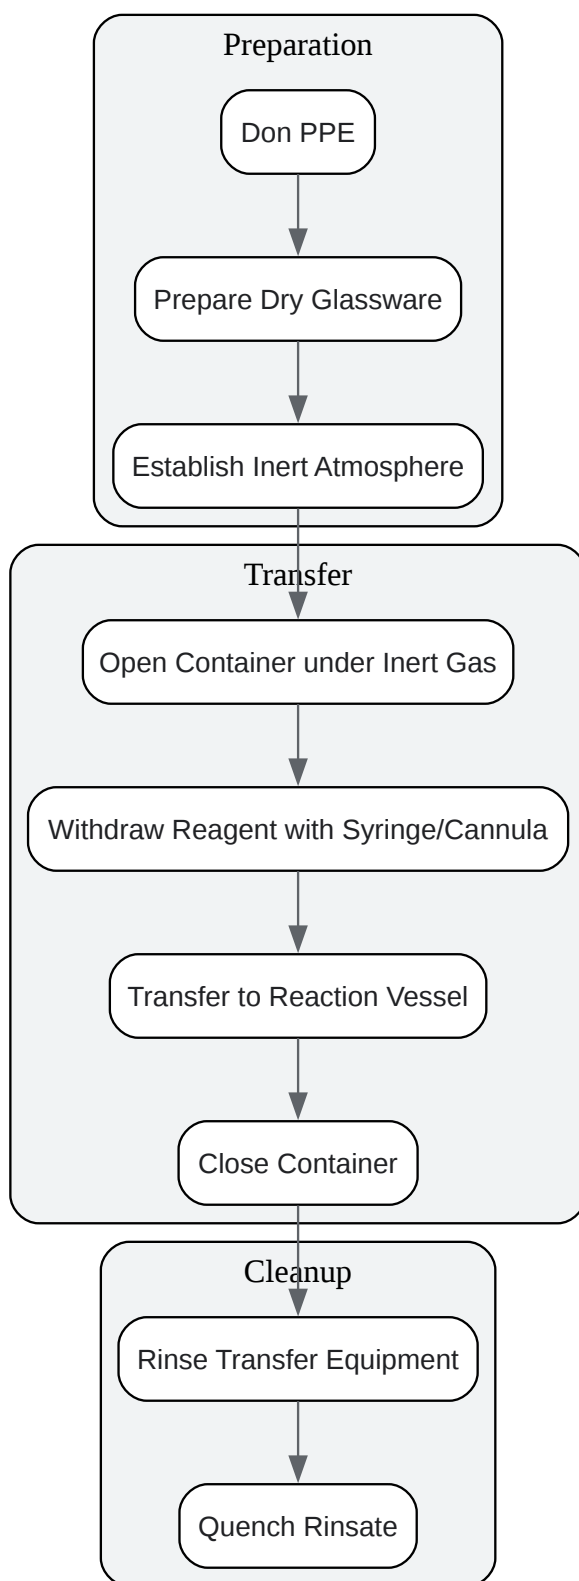 Preparation
Don PPE
Prepare Dry Glassware
Establish Inert Atmosphere
Transfer
Open Container under Inert Gas
Withdraw Reagent with Syringe/Cannula
Transfer to Reaction Vessel
Close Container
Cleanup
Rinse Transfer Equipment
Quench Rinsate